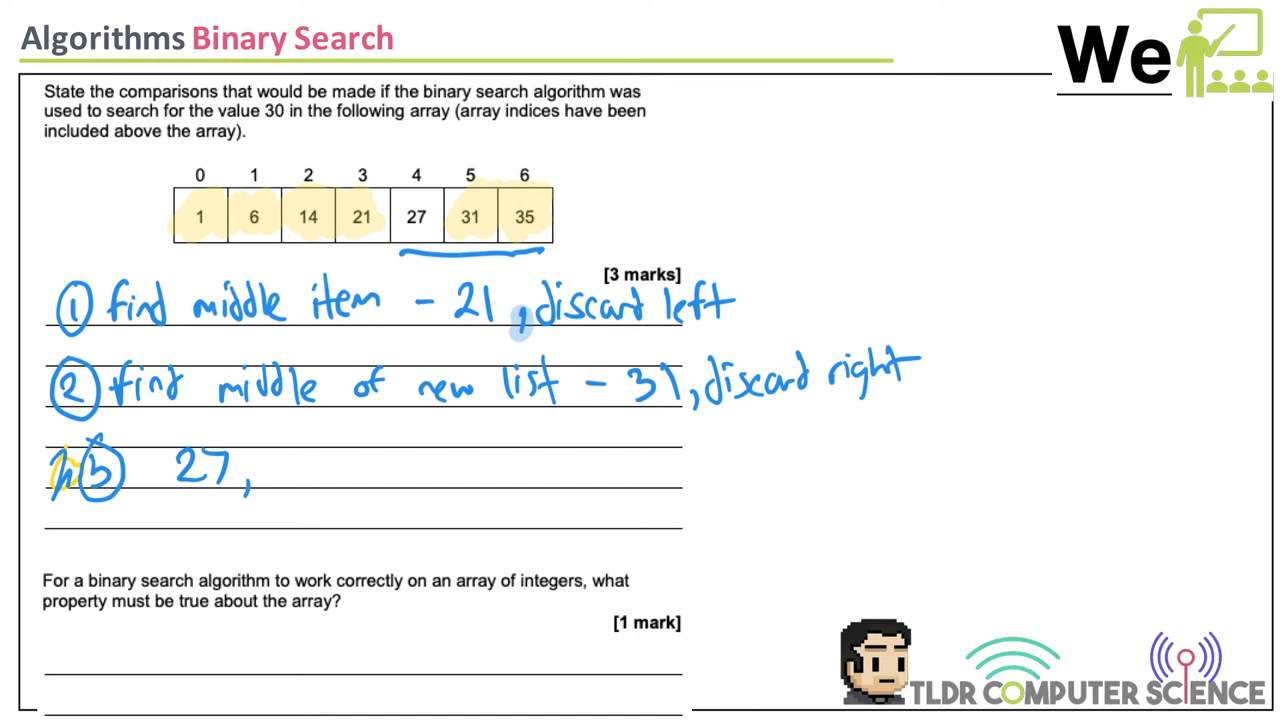 Algorithms Binary Search
We
State the comparisons that would be made if the binary search algorithm was
used to search for the value 30 in the following array (array indices have been
included above the array).
0 1 2 3 4 5 6
1 6 14 21 27 31 35
[3 marks]
① find middle item - 21, discard left
② find middle of new list - 31, discard right
③ 27,
For a binary search algorithm to work correctly on an array of integers, what
property must be true about the array?
[1 mark]
TLDR COMPUTER SCIENCE